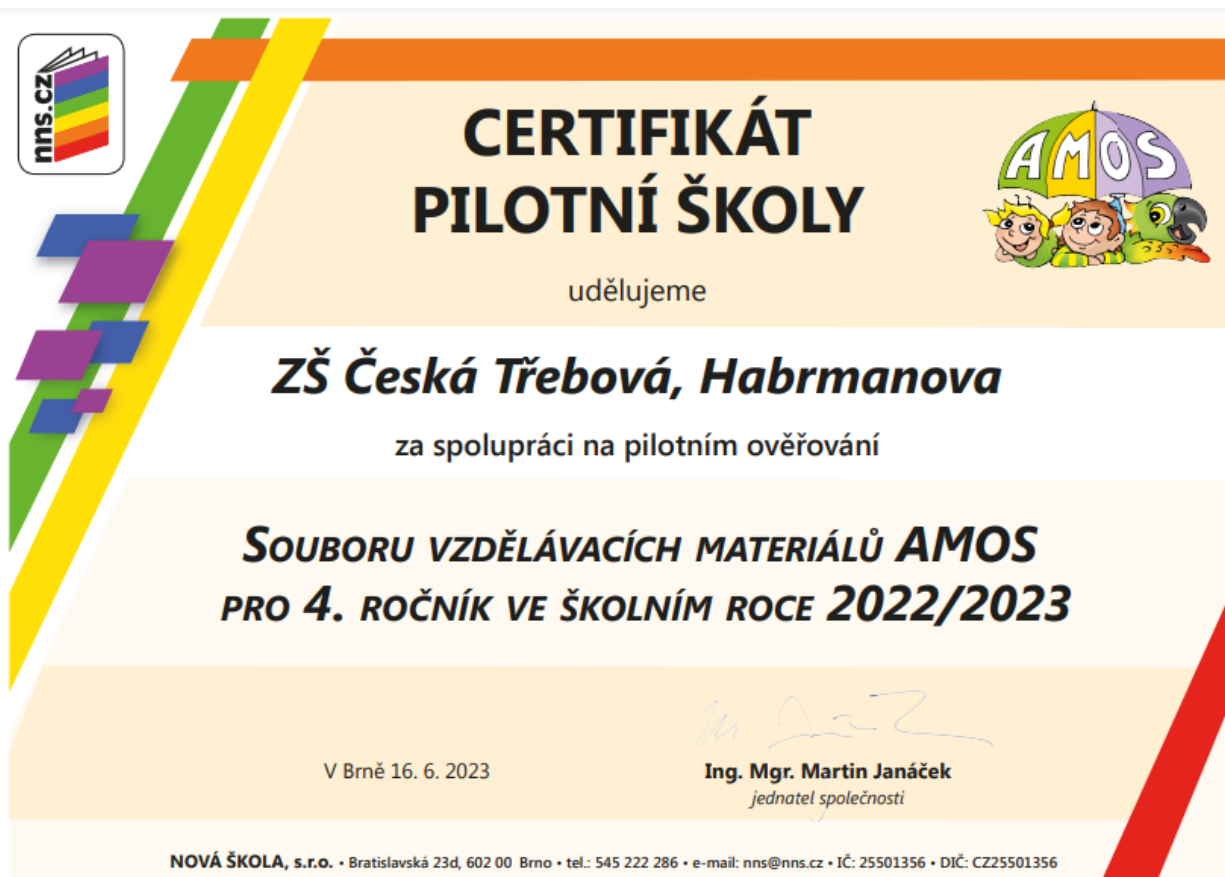 nns.cz
CERTIFIKÁT
PILOTNÍ ŠKOLY
AMOS
udělujeme
ZŠ Česká Třebová, Habrmanova
za spolupráci na pilotním ověřování
SOUBORU VZDĚLÁVACÍCH MATERIÁLŮ AMOS
PRO 4. ROČNÍK VE ŠKOLNÍM ROCE 2022/2023
V Brně 16. 6. 2023
Ing. Mgr. Martin Janáček
jednatel společnosti
NOVÁ ŠKOLA, s.r.o. • Bratislavská 23d, 602 00 Brno • tel.: 545 222 286 • e-mail: nns@nns.cz • IČ: 25501356 • DIČ: CZ25501356